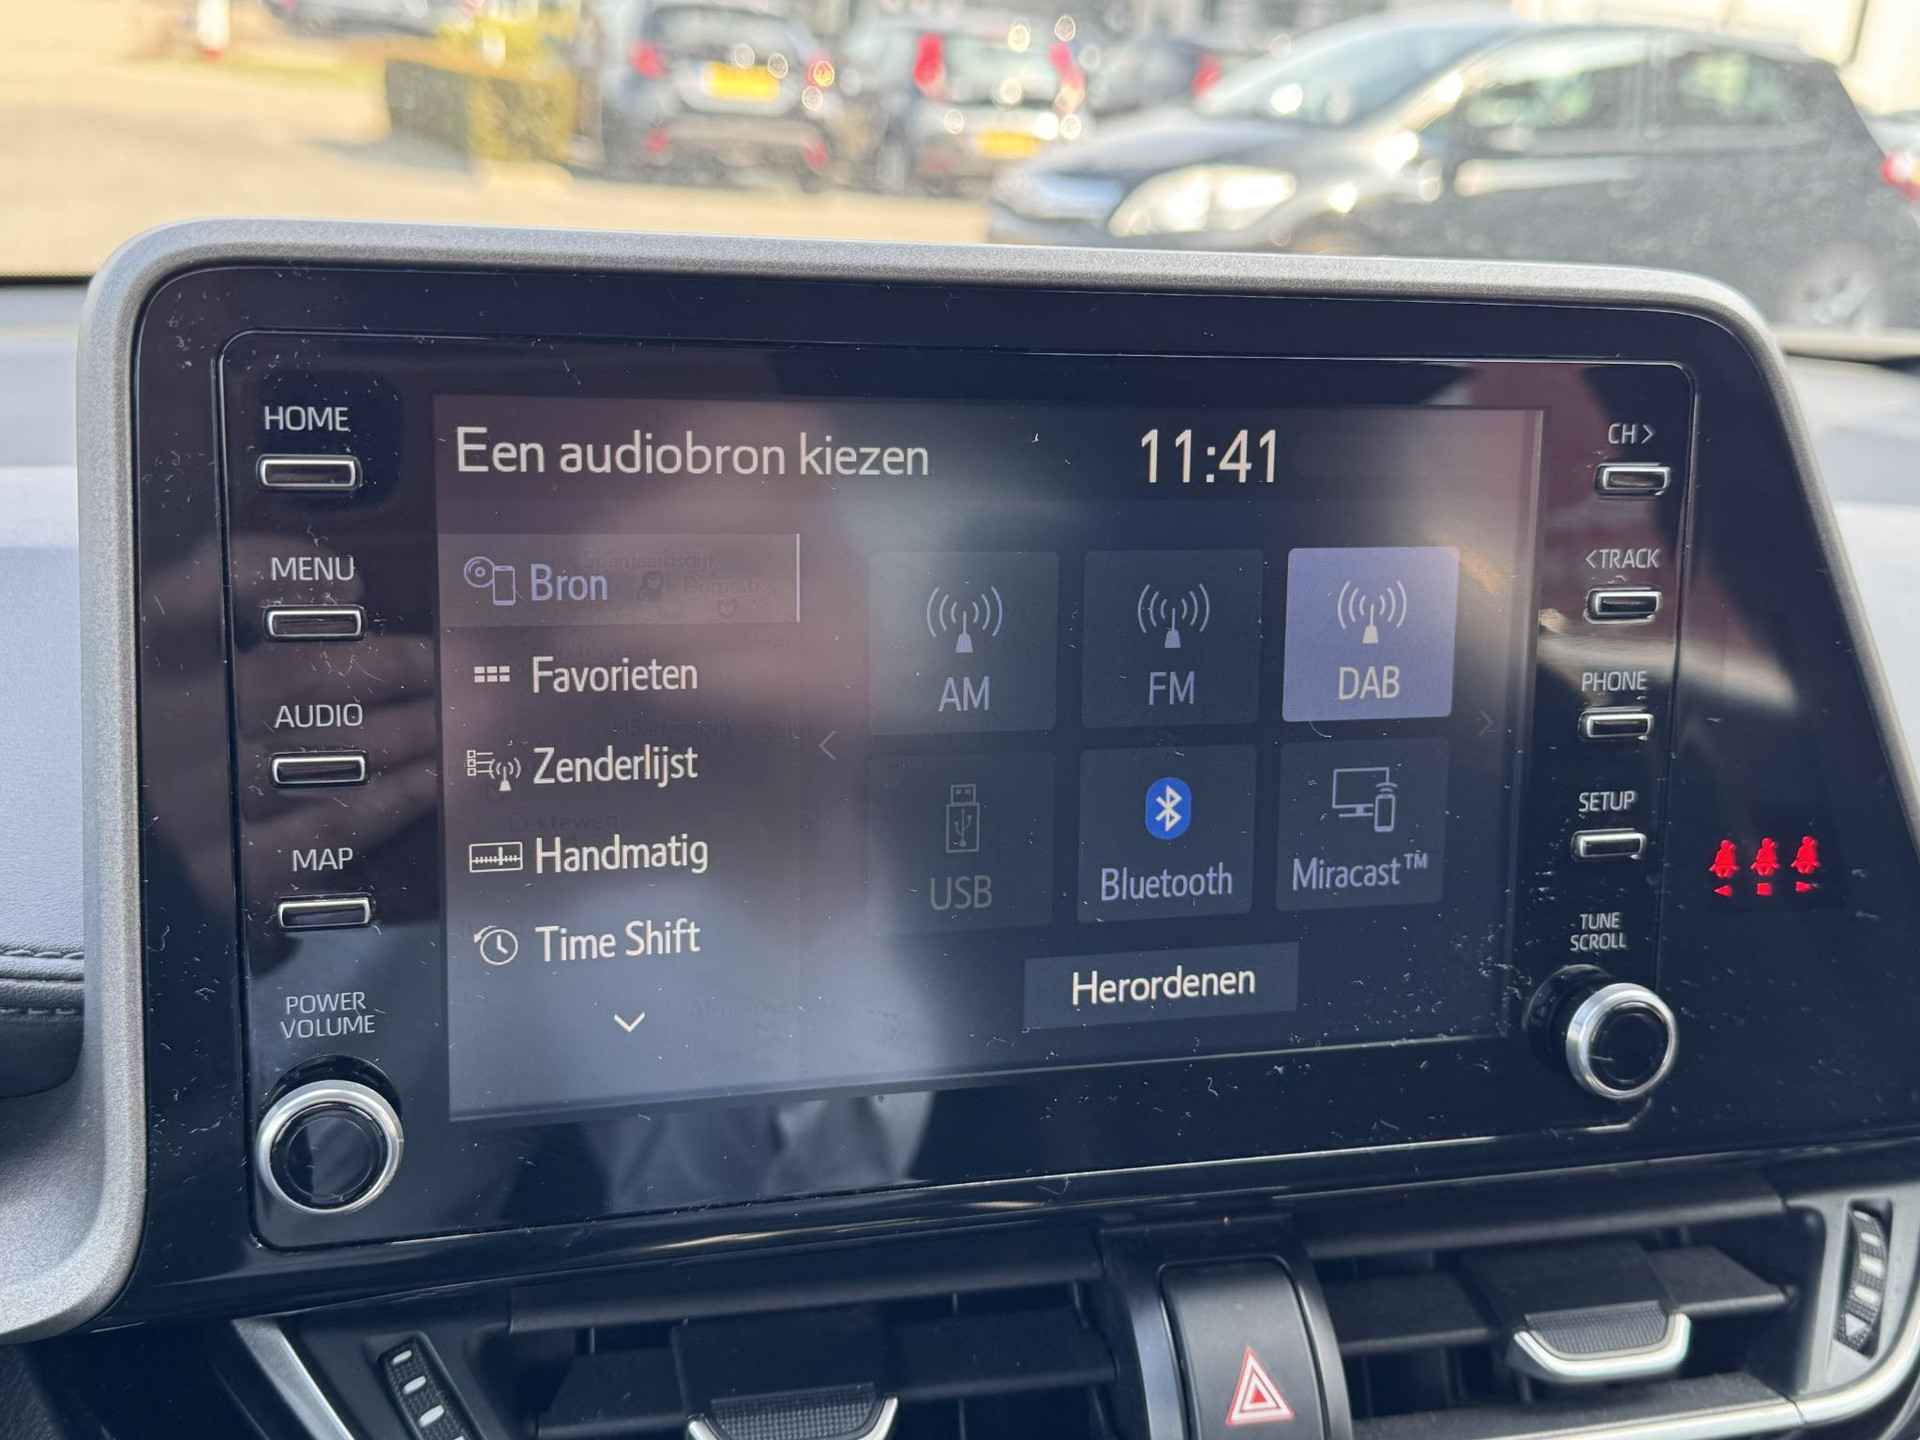 Een audiobron kiezen
11:41
HOME
MENU
AUDIO
MAP
POWER
VOLUME
Bron
Favorieten
Zenderlijst
Handmatig
Time Shift
AM
FM
DAB
USB
Bluetooth
Miracast™
Herordenen
CH>
<TRACK
PHONE
SETUP
TUNE
SCROLL